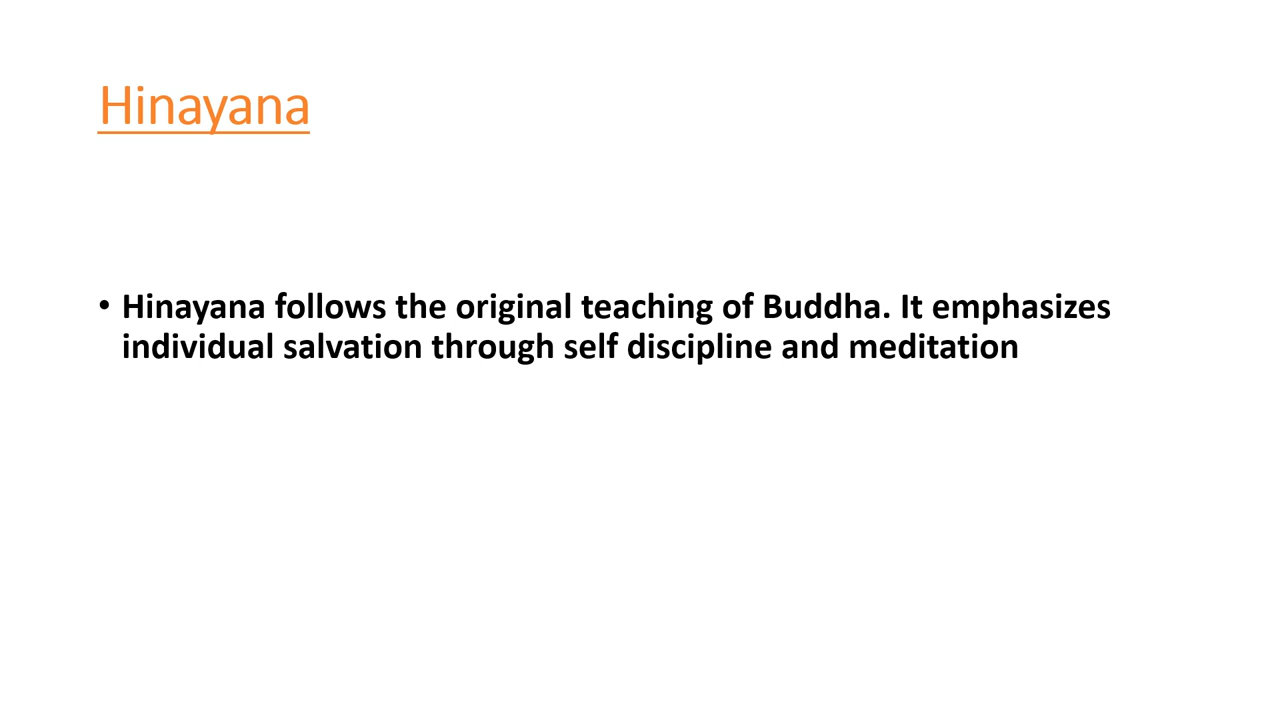 Hinayana
• Hinayana follows the original teaching of Buddha. It emphasizes
individual salvation through self discipline and meditation